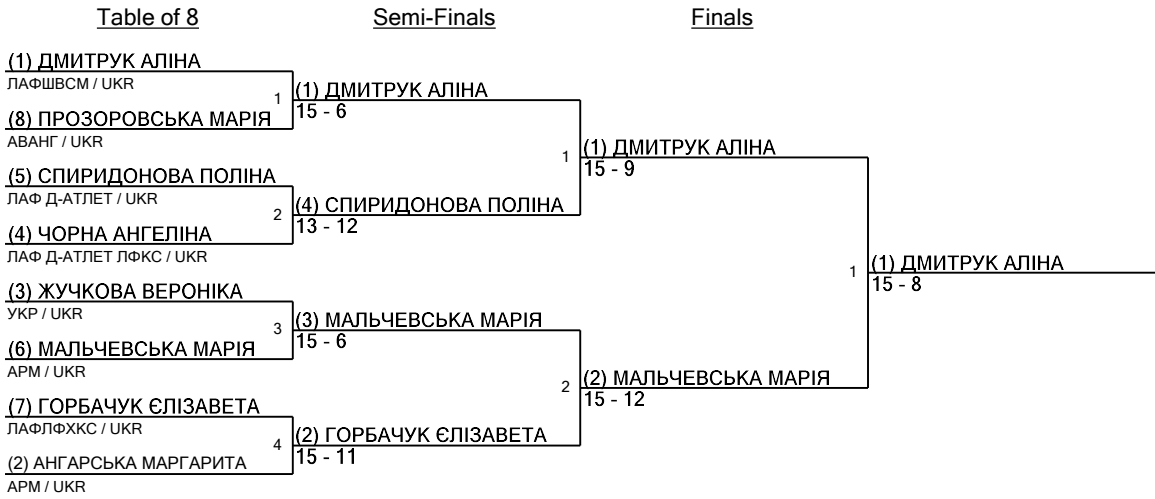 Table of 8
Semi-Finals
Finals
(1) ДМИТРУК АЛІНА
ЛАФШВСМ / UKR
1
(1) ДМИТРУК АЛІНА
15 - 6
(8) ПРОЗОРОВСЬКА МАРІЯ
АВАНГ / UKR
1
(1) ДМИТРУК АЛІНА
15 - 9
(5) СПИРИДОНОВА ПОЛІНА
ЛАФ Д-АТЛЕТ / UKR
2
(4) СПИРИДОНОВА ПОЛІНА
13 - 12
(4) ЧОРНА АНГЕЛІНА
ЛАФ Д-АТЛЕТ ЛФКС / UKR
1
(1) ДМИТРУК АЛІНА
15 - 8
(3) ЖУЧКОВА ВЕРОНІКА
УКР / UKR
3
(3) МАЛЬЧЕВСЬКА МАРІЯ
15 - 6
(6) МАЛЬЧЕВСЬКА МАРІЯ
АРМ / UKR
2
(2) МАЛЬЧЕВСЬКА МАРІЯ
15 - 12
(7) ГОРБАЧУК ЄЛІЗАВЕТА
ЛАФЛФХКС / UKR
4
(2) ГОРБАЧУК ЄЛІЗАВЕТА
15 - 11
(2) АНГАРСЬКА МАРГАРИТА
АРМ / UKR